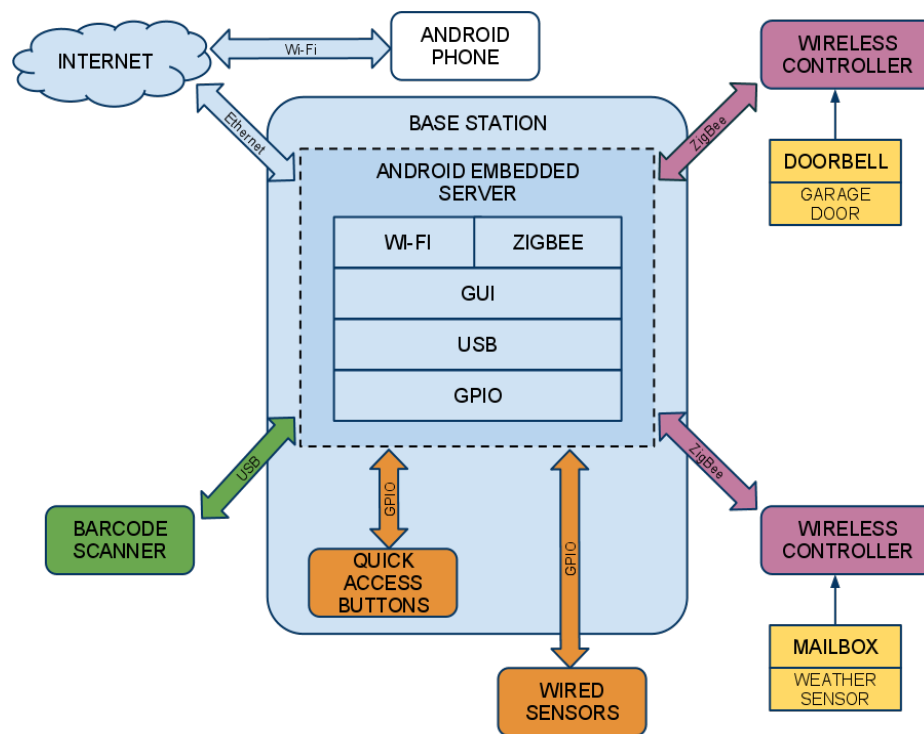 INTERNET
Wi-Fi
ANDROID
PHONE
WIRELESS
CONTROLLER
Ethernet
BASE STATION
ZigBee
DOORBELL
GARAGE
DOOR
ANDROID EMBEDDED
SERVER
WI-FI
ZIGBEE
GUI
USB
GPIO
USB
GPIO
GPIO
ZigBee
BARCODE
SCANNER
QUICK
ACCESS
BUTTONS
WIRELESS
CONTROLLER
WIRED
SENSORS
MAILBOX
WEATHER
SENSOR